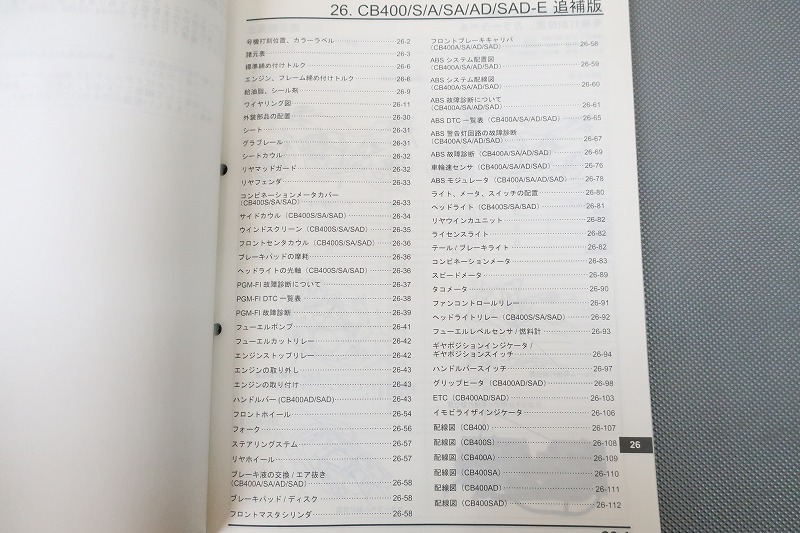 26. CB400/S/A/SA/AD/SAD-E 追補版
号機打刻位置、カラーラベル 26-2
諸元表 26-3
標準締め付けトルク 26-6
エンジン、フレーム締め付けトルク 26-6
給油脂、シール剤 26-9
ワイヤリング図 26-11
外装部品の配置 26-30
シート 26-31
グラブレール 26-31
シートカウル 26-32
リヤマッドガード 26-32
リヤフェンダ 26-33
コンビネーションメータカバー
(CB400S/SA/SAD) 26-33
サイドカウル (CB400S/SA/SAD) 26-34
ウインドスクリーン (CB400S/SA/SAD) 26-35
フロントセンタカウル (CB400S/SA/SAD) 26-36
ブレーキパッドの摩耗 26-36
ヘッドライトの光軸 (CB400S/SA/SAD) 26-36
PGM-FI 故障診断について 26-37
PGM-FI DTC 一覧表 26-38
PGM-FI 故障診断 26-39
フューエルポンプ 26-41
フューエルカットリレー 26-42
エンジンストップリレー 26-42
エンジンの取り外し 26-43
エンジンの取り付け 26-43
ハンドルバー (CB400AD/SAD) 26-43
フロントホイール 26-54
フォーク 26-56
ステアリングステム 26-57
リヤホイール 26-57
ブレーキ液の交換 / エア抜き
(CB400A/SA/AD/SAD) 26-58
ブレーキパッド / ディスク 26-58
フロントマスタシリンダ 26-58
フロントブレーキキャリパ
(CB400A/SA/AD/SAD) 26-58
ABS システム配置図
(CB400A/SA/AD/SAD) 26-59
ABS システム配線図
(CB400A/SA/AD/SAD) 26-60
ABS 故障診断について
(CB400A/SA/AD/SAD) 26-61
ABS DTC 一覧表 (CB400A/SA/AD/SAD) 26-65
ABS 警告灯回路の故障診断
(CB400A/SA/AD/SAD) 26-67
ABS 故障診断 (CB400A/SA/AD/SAD) 26-69
車輪速センサ (CB400A/SA/AD/SAD) 26-76
ABS モジュレータ (CB400A/SA/AD/SAD) 26-78
ライト、メータ、スイッチの配置 26-80
ヘッドライト (CB400S/SA/SAD) 26-81
リヤウインカユニット 26-82
ライセンスライト 26-82
テール / ブレーキライト 26-82
コンビネーションメータ 26-83
スピードメータ 26-89
タコメータ 26-90
ファンコントロールリレー 26-91
ヘッドライトリレー (CB400S/SA/SAD) 26-92
フューエルレベルセンサ / 燃料計 26-93
ギヤポジションインジケータ /
ギヤポジションスイッチ 26-94
ハンドルバースイッチ 26-97
グリップヒータ (CB400AD/SAD) 26-98
ETC (CB400AD/SAD) 26-103
イモビライザインジケータ 26-106
配線図 (CB400) 26-107
配線図 (CB400S) 26-108
配線図 (CB400A) 26-109
配線図 (CB400SA) 26-110
配線図 (CB400AD) 26-111
配線図 (CB400SAD) 26-112
26